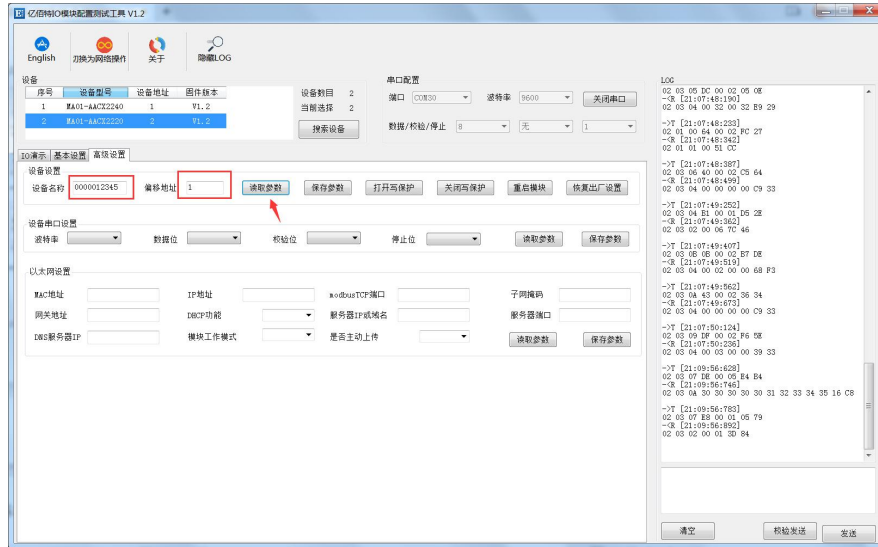 亿佰特IO模块配置测试工具 V1.2
English 切换为网络操作 关于 隐藏LOG
设备
序号 设备型号 设备地址 固件版本
1 MA01-AACX2240 1 V1.2
2 MA01-AACX2220 2 V1.2
设备数目 2
当前选择 2
搜索设备
串口配置
端口 COM30 波特率 9600 关闭串口
数据/校验/停止 8 无 1
IO演示 基本设置 高级设置
设备设置
设备名称 0000012345 偏移地址 1 读取参数 保存参数 打开写保护 关闭写保护 重启模块 恢复出厂设置
设备串口设置
波特率 数据位 校验位 停止位 读取参数 保存参数
以太网设置
MAC地址 IP地址 modbusTCP端口 子网掩码
网关地址 DHCP功能 服务器IP或域名 服务器端口
DNS服务器IP 模块工作模式 是否主动上传 读取参数 保存参数
LOG
02 03 05 DC 00 02 05 0E
-<R [21:07:48:190]
02 03 04 00 32 00 32 E9 29
->T [21:07:48:233]
02 01 00 64 00 02 FC 27
-<R [21:07:48:342]
02 01 01 00 51 CC
->T [21:07:48:387]
02 03 06 40 00 02 C5 64
-<R [21:07:48:499]
02 03 04 00 00 00 00 C9 33
->T [21:07:49:252]
02 03 04 B1 00 01 D5 2E
-<R [21:07:49:362]
02 03 02 00 06 7C 46
->T [21:07:49:407]
02 03 0B 0B 00 02 B7 DE
-<R [21:07:49:519]
02 03 04 00 02 00 00 68 F3
->T [21:07:49:562]
02 03 0A 43 00 02 36 34
-<R [21:07:49:673]
02 03 04 00 00 00 00 C9 33
->T [21:07:50:124]
02 03 09 DF 00 02 F6 5E
-<R [21:07:50:236]
02 03 04 00 03 00 00 39 33
->T [21:09:56:628]
02 03 07 DE 00 05 E4 B4
-<R [21:09:56:746]
02 03 0A 30 30 30 30 30 31 32 33 34 35 16 C8
->T [21:09:56:783]
02 03 07 E8 00 01 05 79
-<R [21:09:56:892]
02 03 02 00 01 3D 84
清空 校验发送 发送